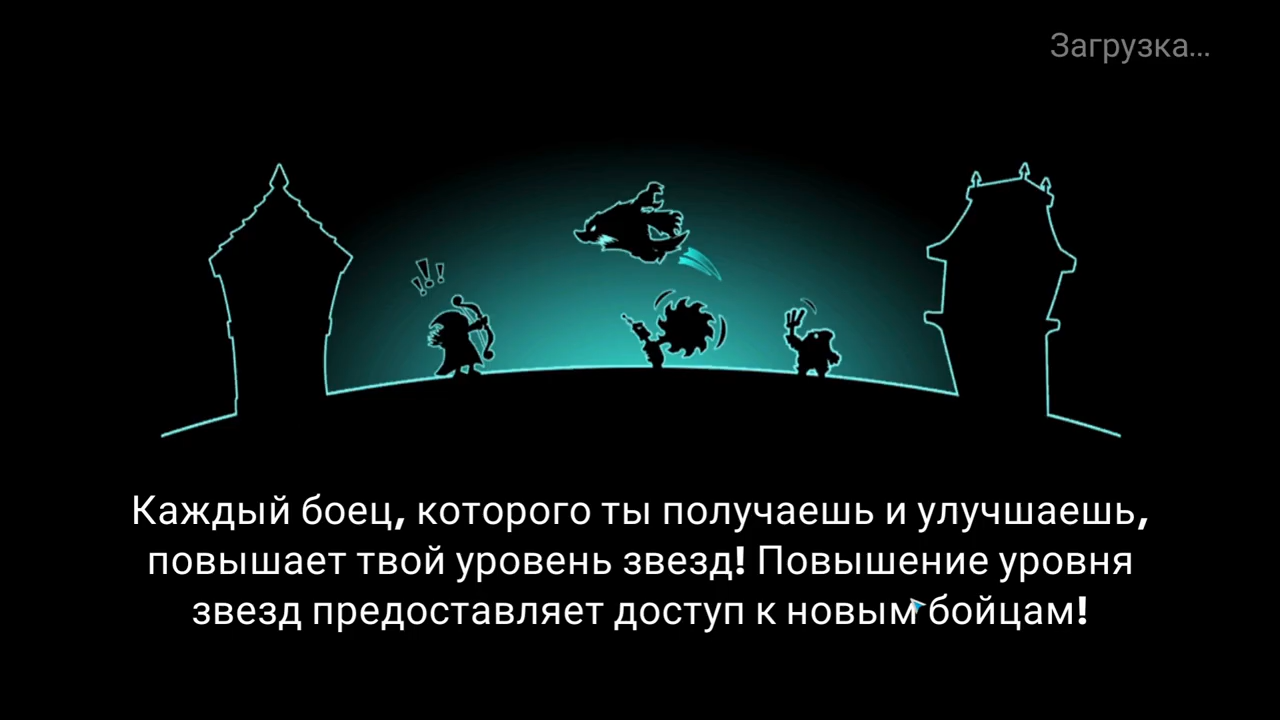 Загрузка...
Каждый боец, которого ты получаешь и улучшаешь,
повышает твой уровень звезд! Повышение уровня
звезд предоставляет доступ к новым бойцам!